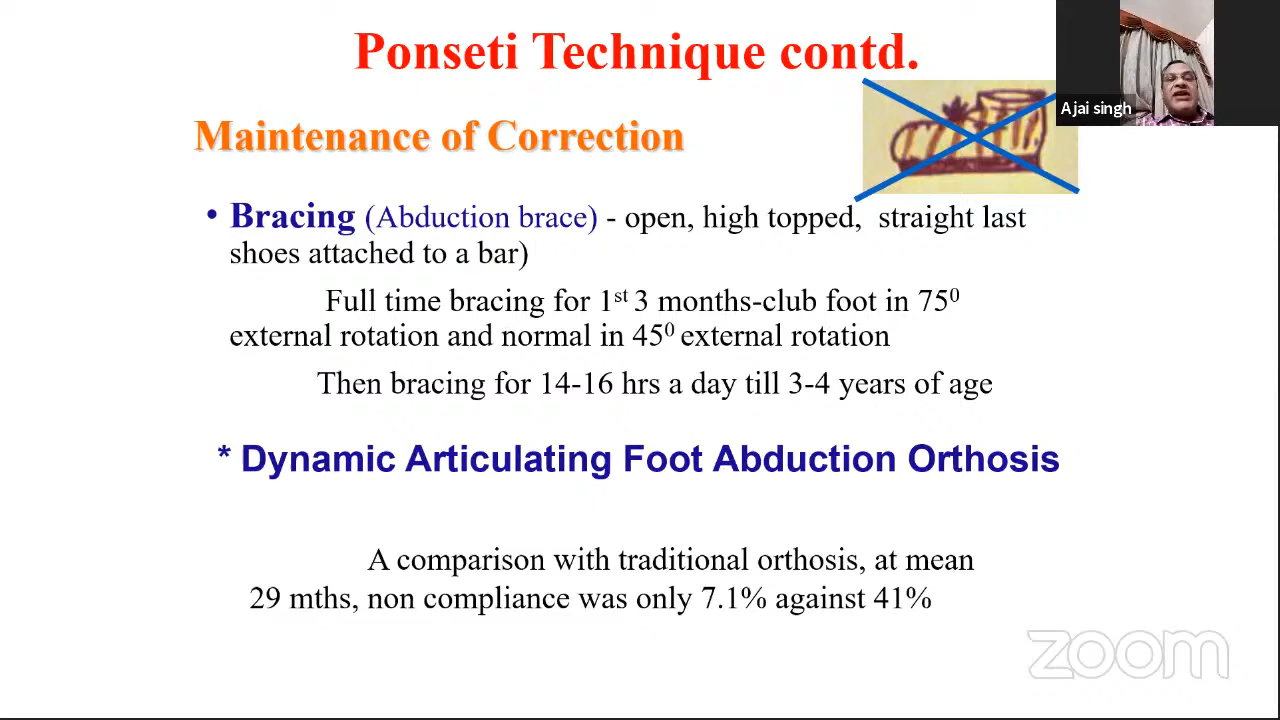 Ponseti Technique contd.
Ajai singh
Maintenance of Correction
• Bracing (Abduction brace) - open, high topped, straight last
shoes attached to a bar)
Full time bracing for 1st 3 months-club foot in 75⁰
external rotation and normal in 45⁰ external rotation
Then bracing for 14-16 hrs a day till 3-4 years of age
* Dynamic Articulating Foot Abduction Orthosis
A comparison with traditional orthosis, at mean
29 mths, non compliance was only 7.1% against 41%
zoom